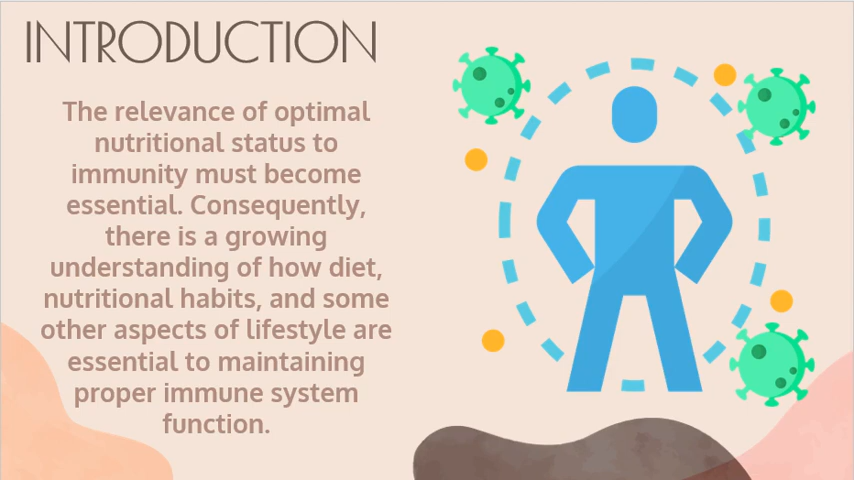 INTRODUCTION
The relevance of optimal
nutritional status to
immunity must become
essential. Consequently,
there is a growing
understanding of how diet,
nutritional habits, and some
other aspects of lifestyle are
essential to maintaining
proper immune system
function.